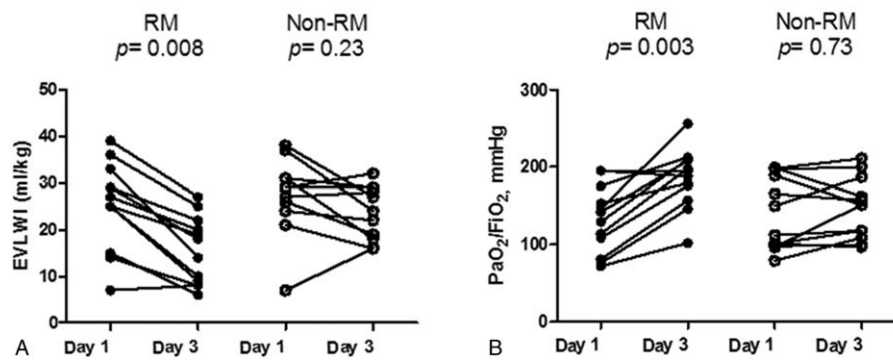 RM
p= 0.008
Non-RM
p= 0.23
EVLWI (ml/kg)
50
40
30
20
10
0
Day 1
Day 3
Day 1
Day 3
A
RM
p= 0.003
Non-RM
p= 0.73
PaO₂/FiO₂, mmHg
300
200
100
0
Day 1
Day 3
Day 1
Day 3
B